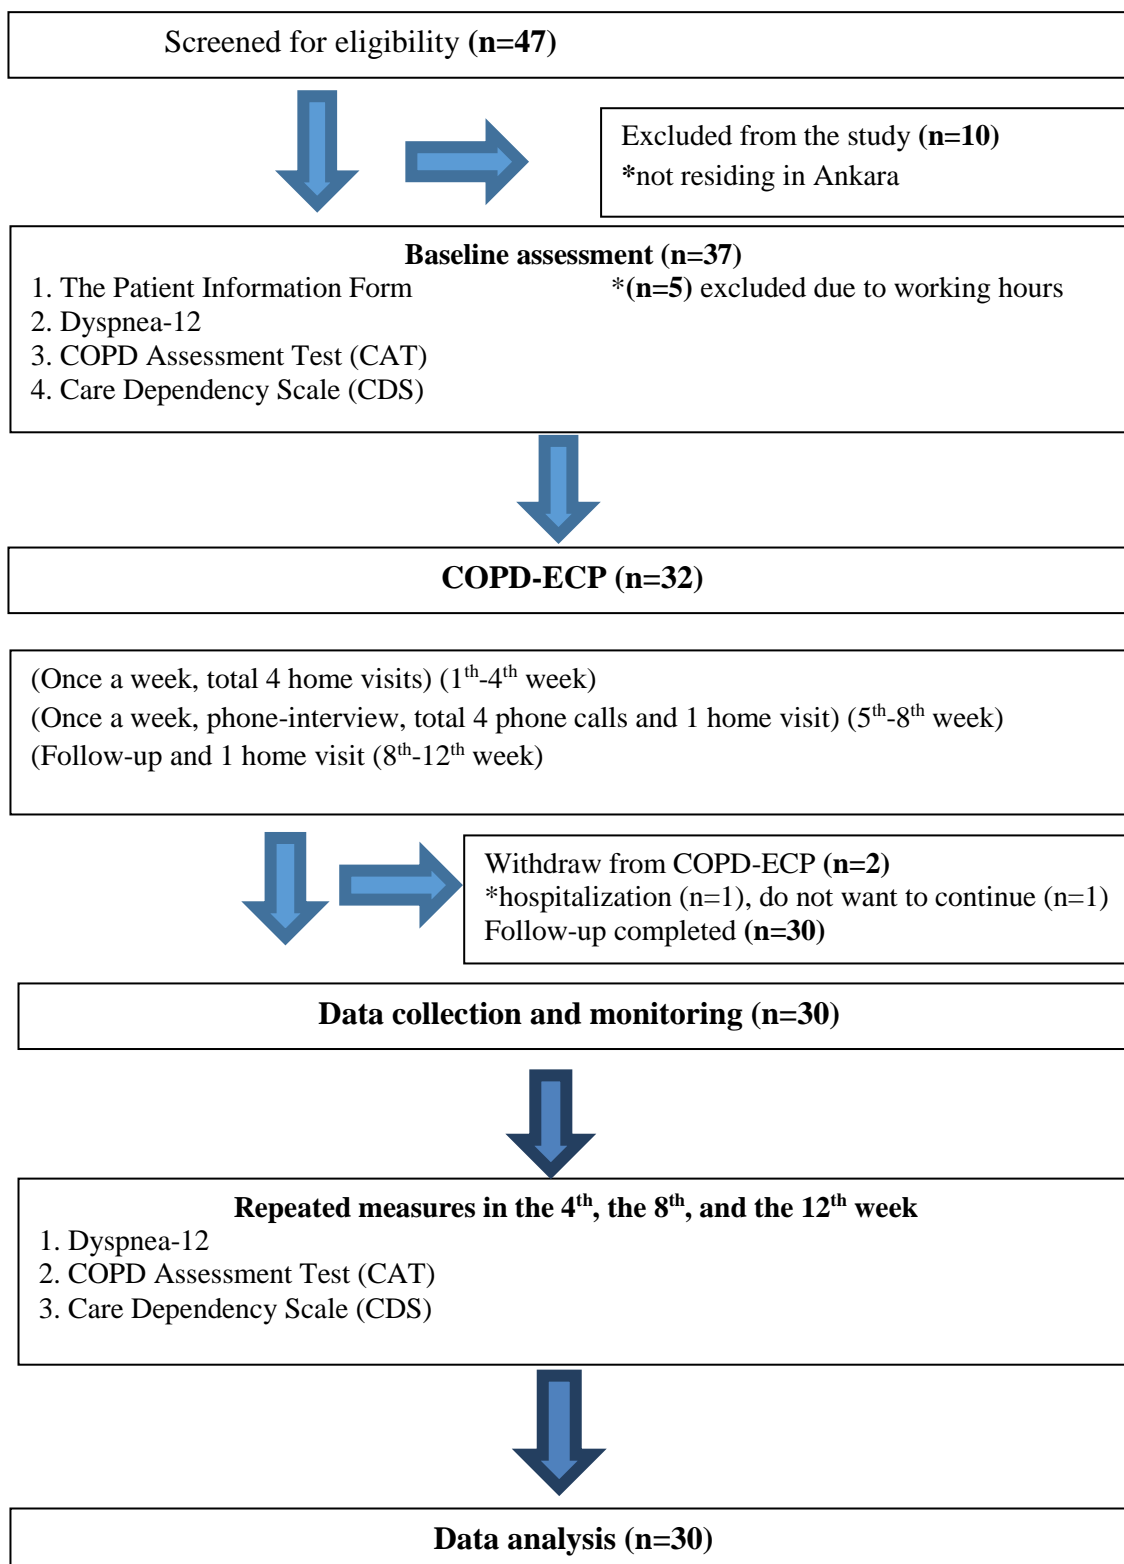 Screened for eligibility (n=47)
Excluded from the study (n=10)
*not residing in Ankara
Baseline assessment (n=37)
1. The Patient Information Form *(n=5) excluded due to working hours
2. Dyspnea-12
3. COPD Assessment Test (CAT)
4. Care Dependency Scale (CDS)
COPD-ECP (n=32)
(Once a week, total 4 home visits) (1th-4th week)
(Once a week, phone-interview, total 4 phone calls and 1 home visit) (5th-8th week)
(Follow-up and 1 home visit (8th-12th week)
Withdraw from COPD-ECP (n=2)
*hospitalization (n=1), do not want to continue (n=1)
Follow-up completed (n=30)
Data collection and monitoring (n=30)
Repeated measures in the 4th, the 8th, and the 12th week
1. Dyspnea-12
2. COPD Assessment Test (CAT)
3. Care Dependency Scale (CDS)
Data analysis (n=30)